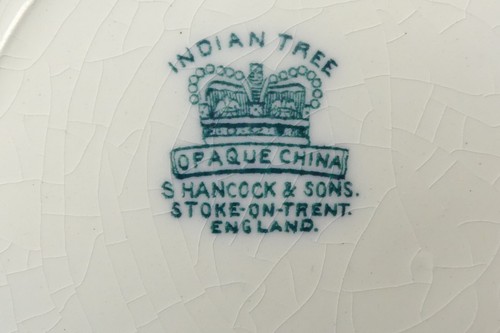 INDIAN TREE
OPAQUE CHINA
S HANCOCK & SONS.
STOKE-ON-TRENT.
ENGLAND.